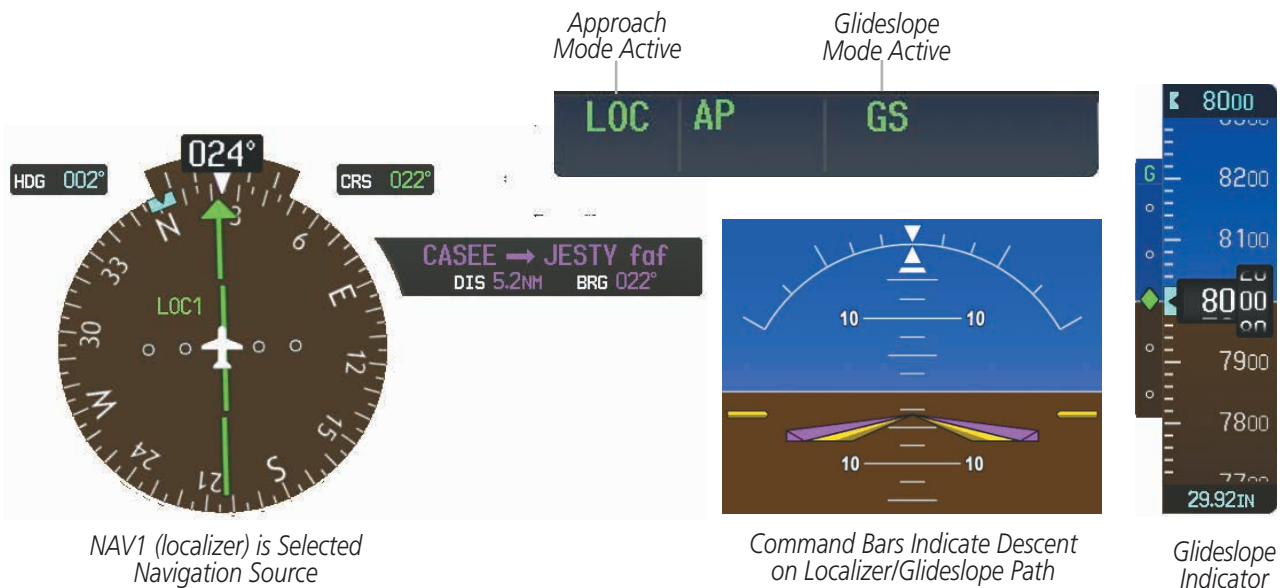 Approach
Mode Active
Glideslope
Mode Active
LOC AP GS
HDG 002°
024°
CRS 022°
N 3 6 E 12 15 S 21 24 W 30 33
LOC1
CASEE → JESTY faf
DIS 5.2NM BRG 022°
10 10
10 10
8000
G
8200
8100
8000
7900
7800
29.92IN
NAV1 (localizer) is Selected
Navigation Source
Command Bars Indicate Descent
on Localizer/Glideslope Path
Glideslope
Indicator